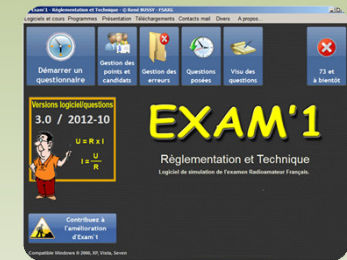 Exam'1 - Règlementation et Technique - © René BUSSY - F5AXG
Logiciels et cours Programmes Présentation Téléchargements Contacts mail Divers A propos...
Démarrer un
questionnaire
Gestion des
points et
candidats
Gestion des
erreurs
Questions
posées
Visu des
questions
73 et
à bientôt
Versions logiciel/questions
3.0 / 2012-10
U = R x I
I = U
R
EXAM'1
Règlementation et Technique
Logiciel de simulation de l'examen Radioamateur Français.
Contribuez à
l'amélioration
d'Exam'1
Compatible Windows ® 2000, XP, Vista, Seven